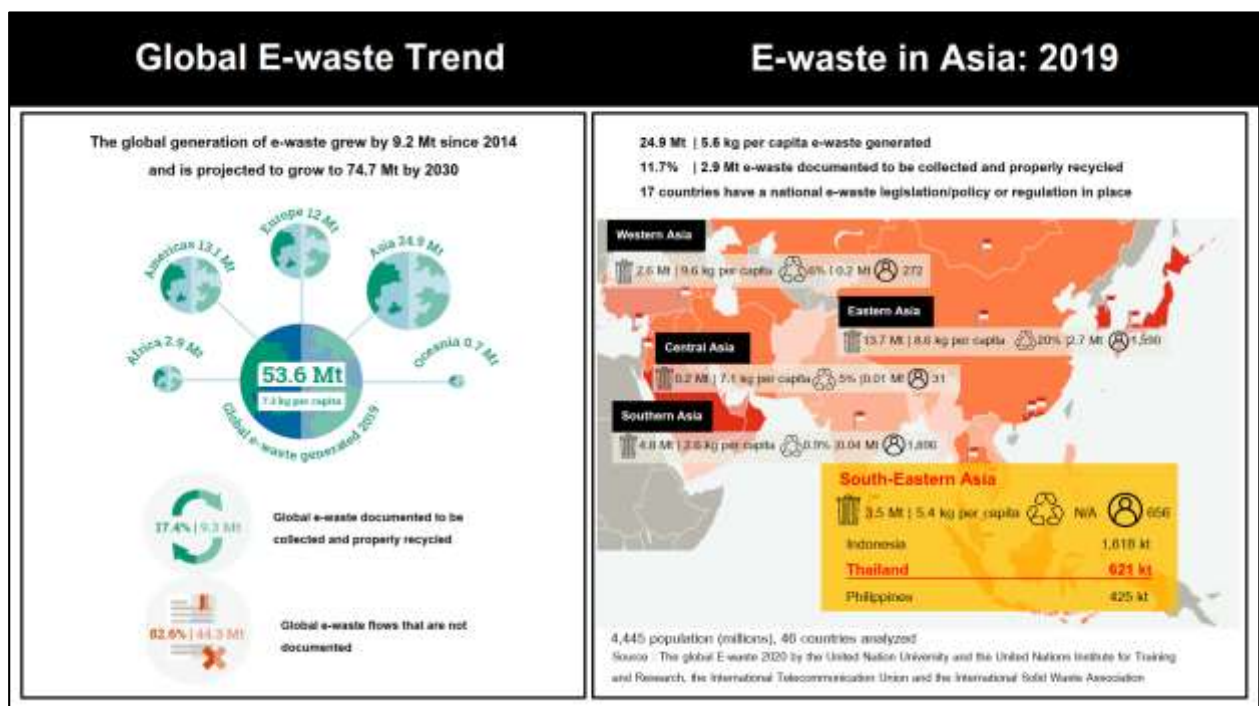 Global E-waste Trend
The global generation of e-waste grew by 9.2 Mt since 2014
and is projected to grow to 74.7 Mt by 2030
Americas 13.1 Mt
Europe 12 Mt
Asia 24.9 Mt
Africa 2.9 Mt
Oceania 0.7 Mt
53.6 Mt
7.3 kg per capita
Global e-waste generated 2019
17.4% | 9.3 Mt
Global e-waste documented to be
collected and properly recycled
82.6% | 44.3 Mt
Global e-waste flows that are not
documented
E-waste in Asia: 2019
24.9 Mt | 5.6 kg per capita e-waste generated
11.7% | 2.9 Mt e-waste documented to be collected and properly recycled
17 countries have a national e-waste legislation/policy or regulation in place
Western Asia
2.6 Mt | 9.6 kg per capita 6% | 0.2 Mt 272
Eastern Asia
13.7 Mt | 8.6 kg per capita 20% | 2.7 Mt
Central Asia
0.2 Mt | 7.1 kg per capita 5% | 0.01 Mt 31
Southern Asia
4.8 Mt | 2.6 kg per capita 0.9% | 0.04 Mt
South-Eastern Asia
3.5 Mt | 5.4 kg per capita N/A 656
Indonesia 1,618 kt
Thailand 621 kt
Philippines 425 kt
4,445 population (millions), 46 countries analyzed
Source : The global E-waste 2020 by the United Nation University and the United Nations Institute for Training
and Research, the International Telecommunication Union and the International Solid Waste Association